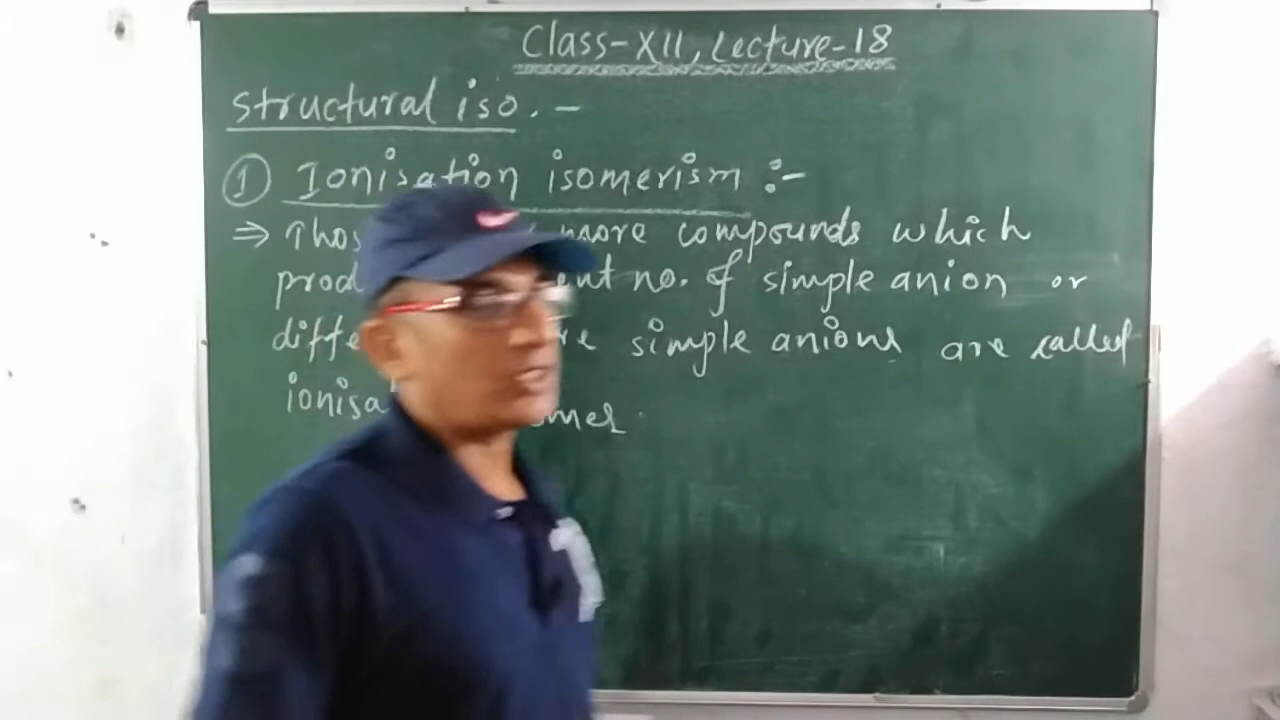 Class-XII, Lecture-18
structural iso. -
① Ionisation isomerism :-
⇒ more compounds which
no. of simple anion or
simple anions are called